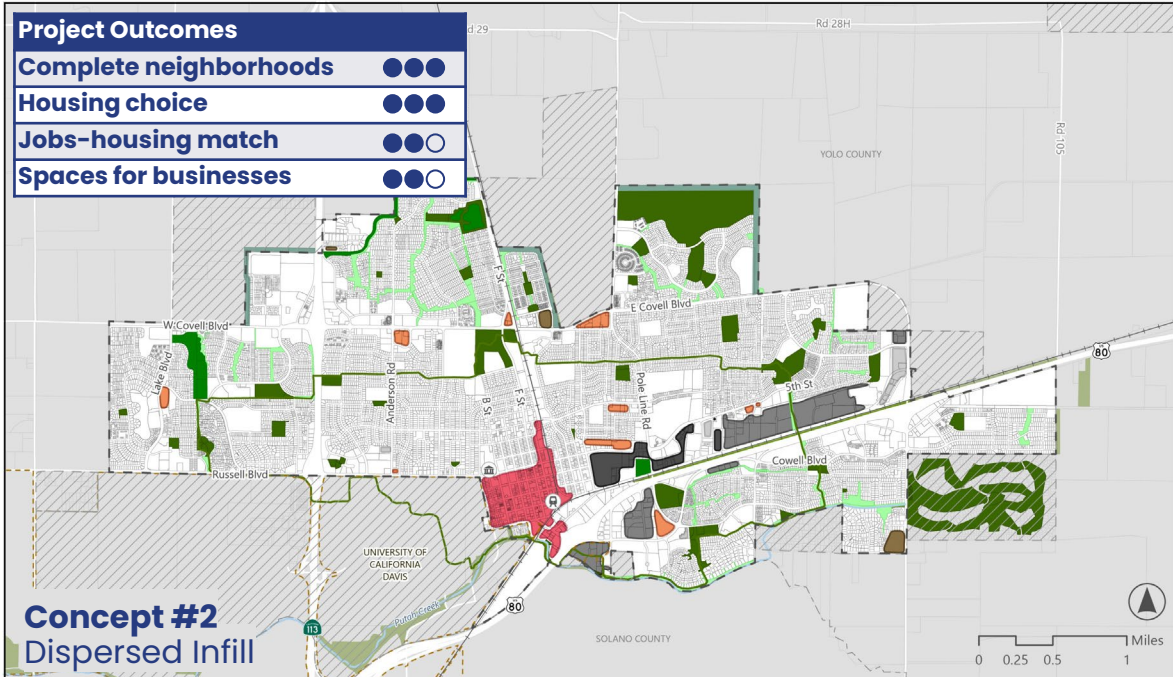 Project Outcomes
Complete neighborhoods
Housing choice
Jobs-housing match
Spaces for businesses
d 29
Rd 28H
Rd 105
YOLO COUNTY
F St
E Covell Blvd
W Covell Blvd
80
Lake Blvd
Anderson Rd
B St
F St
Pole Line Rd
5th St
Cowell Blvd
Russell Blvd
UNIVERSITY OF
CALIFORNIA
DAVIS
Putah Creek
80
113
SOLANO COUNTY
Concept #2
Dispersed Infill
Miles
0 0.25 0.5 1